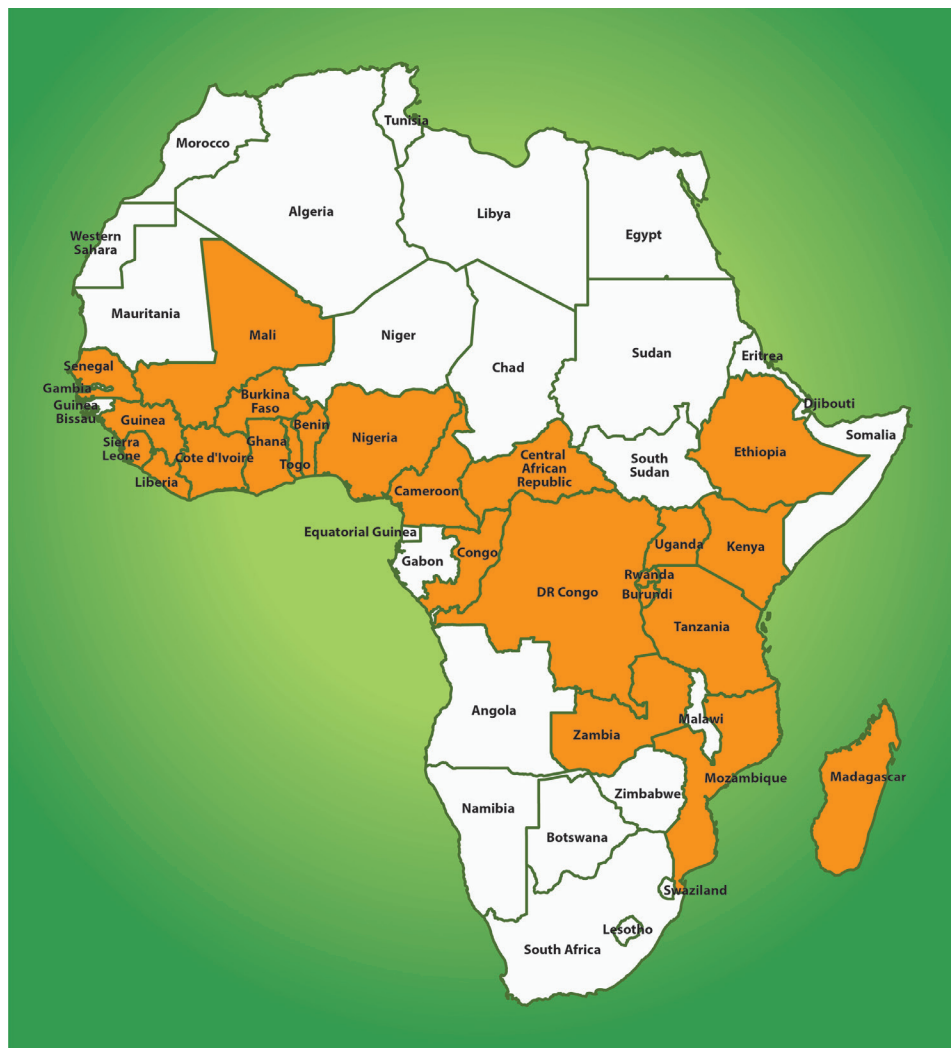 Tunisia
Morocco
Algeria
Libya
Egypt
Western
Sahara
Mauritania
Mali
Niger
Chad
Sudan
Eritrea
Senegal
Gambia
Guinea
Bissau
Guinea
Burkina
Faso
Benin
Nigeria
Djibouti
Somalia
Sierra
Leone
Cote d'Ivoire
Ghana
Togo
Liberia
Cameroon
Central
African
Republic
South
Sudan
Ethiopia
Equatorial Guinea
Gabon
Congo
Uganda
Kenya
Rwanda
Burundi
DR Congo
Tanzania
Angola
Zambia
Malawi
Mozambique
Madagascar
Zimbabwe
Namibia
Botswana
Swaziland
Lesotho
South Africa